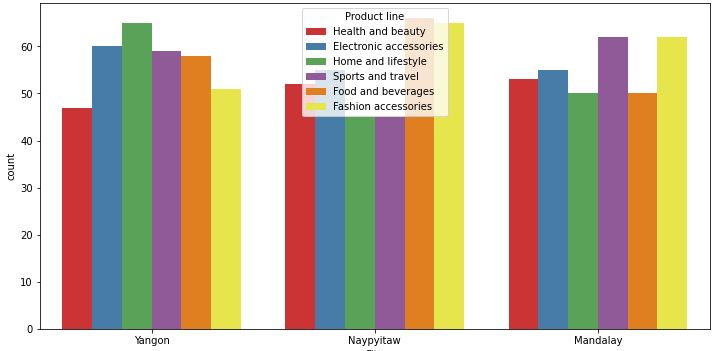 Product line
Health and beauty
Electronic accessories
Home and lifestyle
Sports and travel
Food and beverages
Fashion accessories
60
50
40
30
20
10
0
count
Yangon Naypyitaw Mandalay